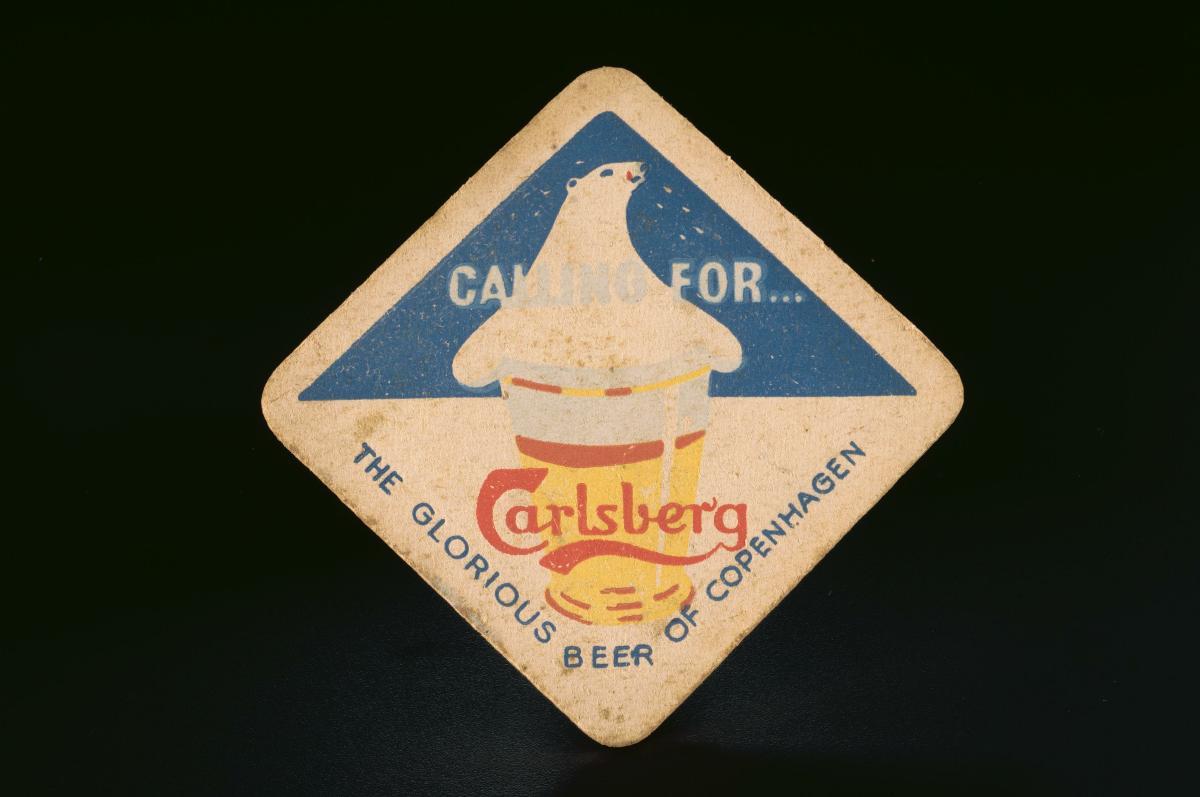 CALLING FOR...
Carlsberg
THE GLORIOUS BEER OF COPENHAGEN